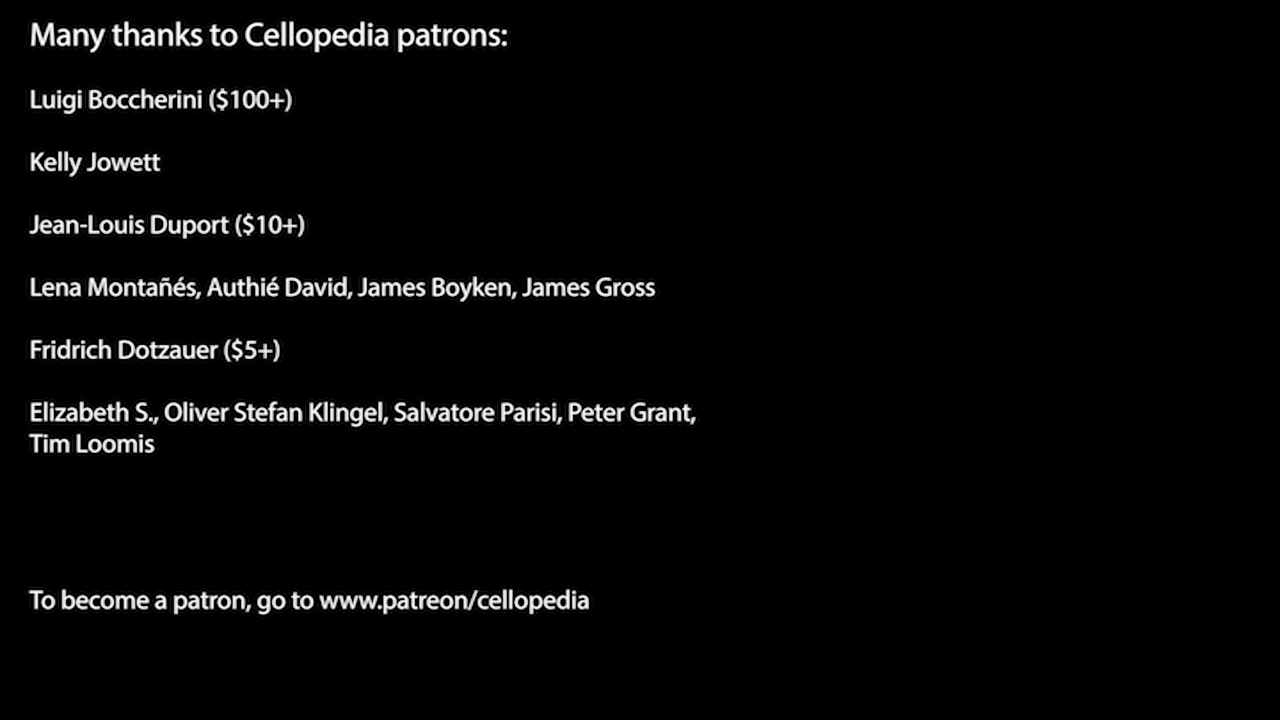 Many thanks to Cellopedia patrons:
Luigi Boccherini ($100+)
Kelly Jowett
Jean-Louis Duport ($10+)
Lena Montañés, Authié David, James Boyken, James Gross
Fridrich Dotzauer ($5+)
Elizabeth S., Oliver Stefan Klingel, Salvatore Parisi, Peter Grant,
Tim Loomis
To become a patron, go to www.patreon/cellopedia